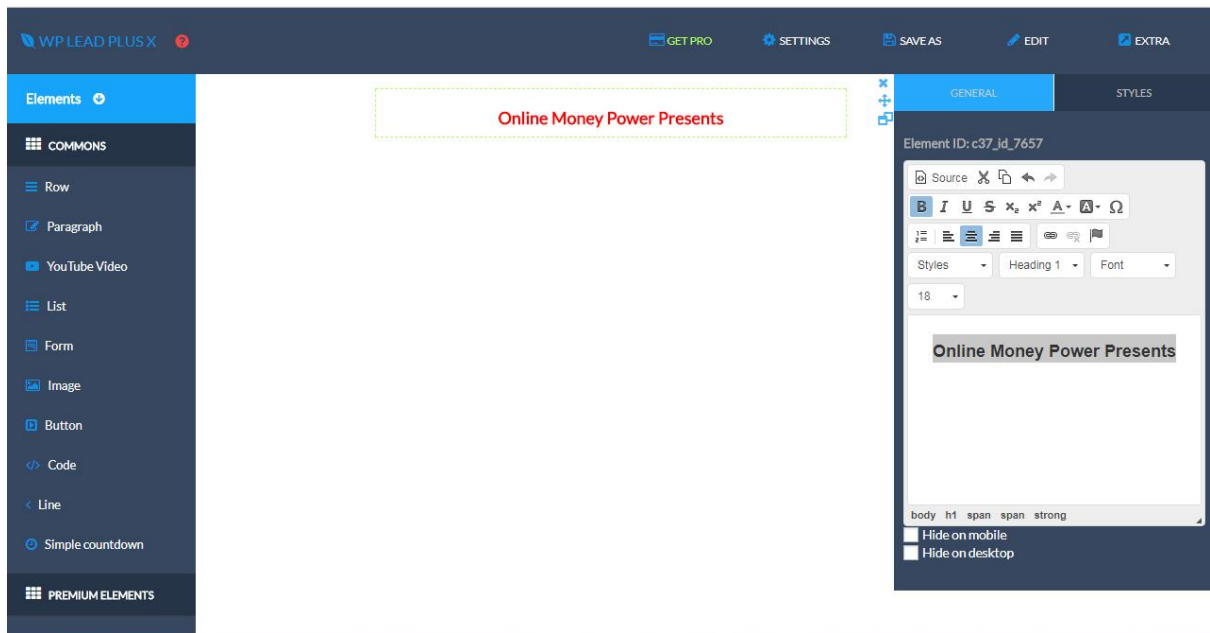 WP LEAD PLUS X ?
GET PRO
SETTINGS
SAVE AS
EDIT
EXTRA
Elements
COMMONS
Row
Paragraph
YouTube Video
List
Form
Image
Button
Code
Line
Simple countdown
PREMIUM ELEMENTS
Online Money Power Presents
GENERAL
STYLES
Element ID: c37_id_7657
Source
B I U S x₂ x² A A Ω
Styles Heading 1 Font
18
Online Money Power Presents
body h1 span span strong
Hide on mobile
Hide on desktop